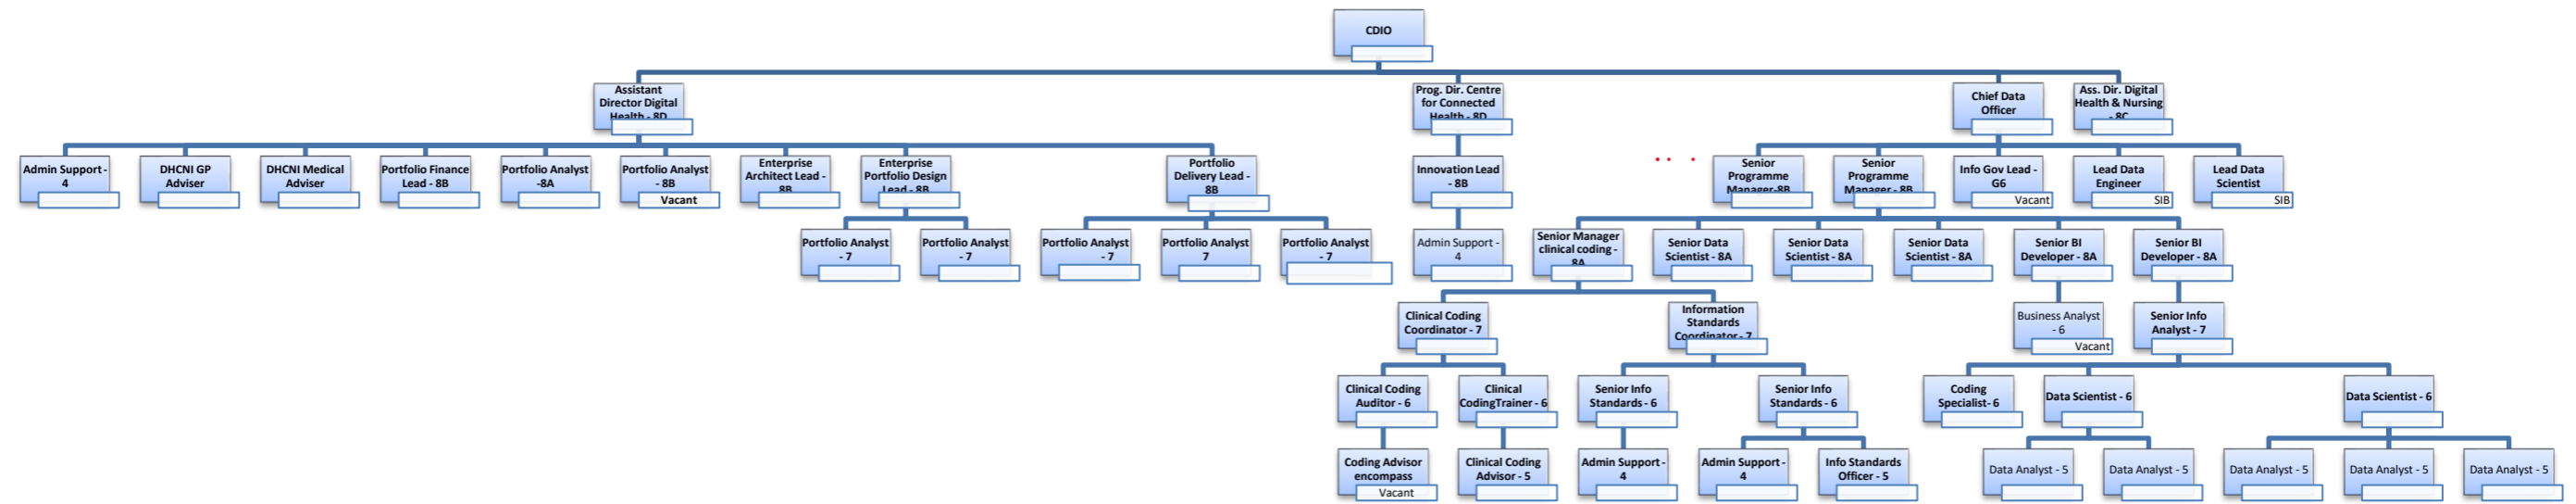 CDIO
Assistant
Director Digital
Health - 8D
Prog. Dir. Centre
for Connected
Health - 8D
Chief Data
Officer
Ass. Dir. Digital
Health & Nursing
- 8C
Admin Support -
4
DHCNI GP
Adviser
DHCNI Medical
Adviser
Portfolio Finance
Lead - 8B
Portfolio Analyst
-8A
Portfolio Analyst
- 8B
Vacant
Enterprise
Architect Lead -
8B
Enterprise
Portfolio Design
Lead - 8B
Portfolio
Delivery Lead -
8B
Innovation Lead
- 8B
Senior
Programme
Manager-8B
Senior
Programme
Manager - 8B
Info Gov Lead -
G6
Vacant
Lead Data
Engineer
SIB
Lead Data
Scientist
SIB
Portfolio Analyst
- 7
Portfolio Analyst
- 7
Portfolio Analyst
- 7
Portfolio Analyst
7
Portfolio Analyst
- 7
Admin Support -
4
Senior Manager
clinical coding -
8A
Senior Data
Scientist - 8A
Senior Data
Scientist - 8A
Senior Data
Scientist - 8A
Senior BI
Developer - 8A
Senior BI
Developer - 8A
Clinical Coding
Coordinator - 7
Information
Standards
Coordinator - 7
Business Analyst
- 6
Vacant
Senior Info
Analyst - 7
Clinical Coding
Auditor - 6
Clinical
CodingTrainer - 6
Senior Info
Standards - 6
Senior Info
Standards - 6
Coding
Specialist- 6
Data Scientist - 6
Data Scientist - 6
Coding Advisor
encompass
Vacant
Clinical Coding
Advisor - 5
Admin Support -
4
Admin Support -
4
Info Standards
Officer - 5
Data Analyst - 5
Data Analyst - 5
Data Analyst - 5
Data Analyst - 5
Data Analyst - 5